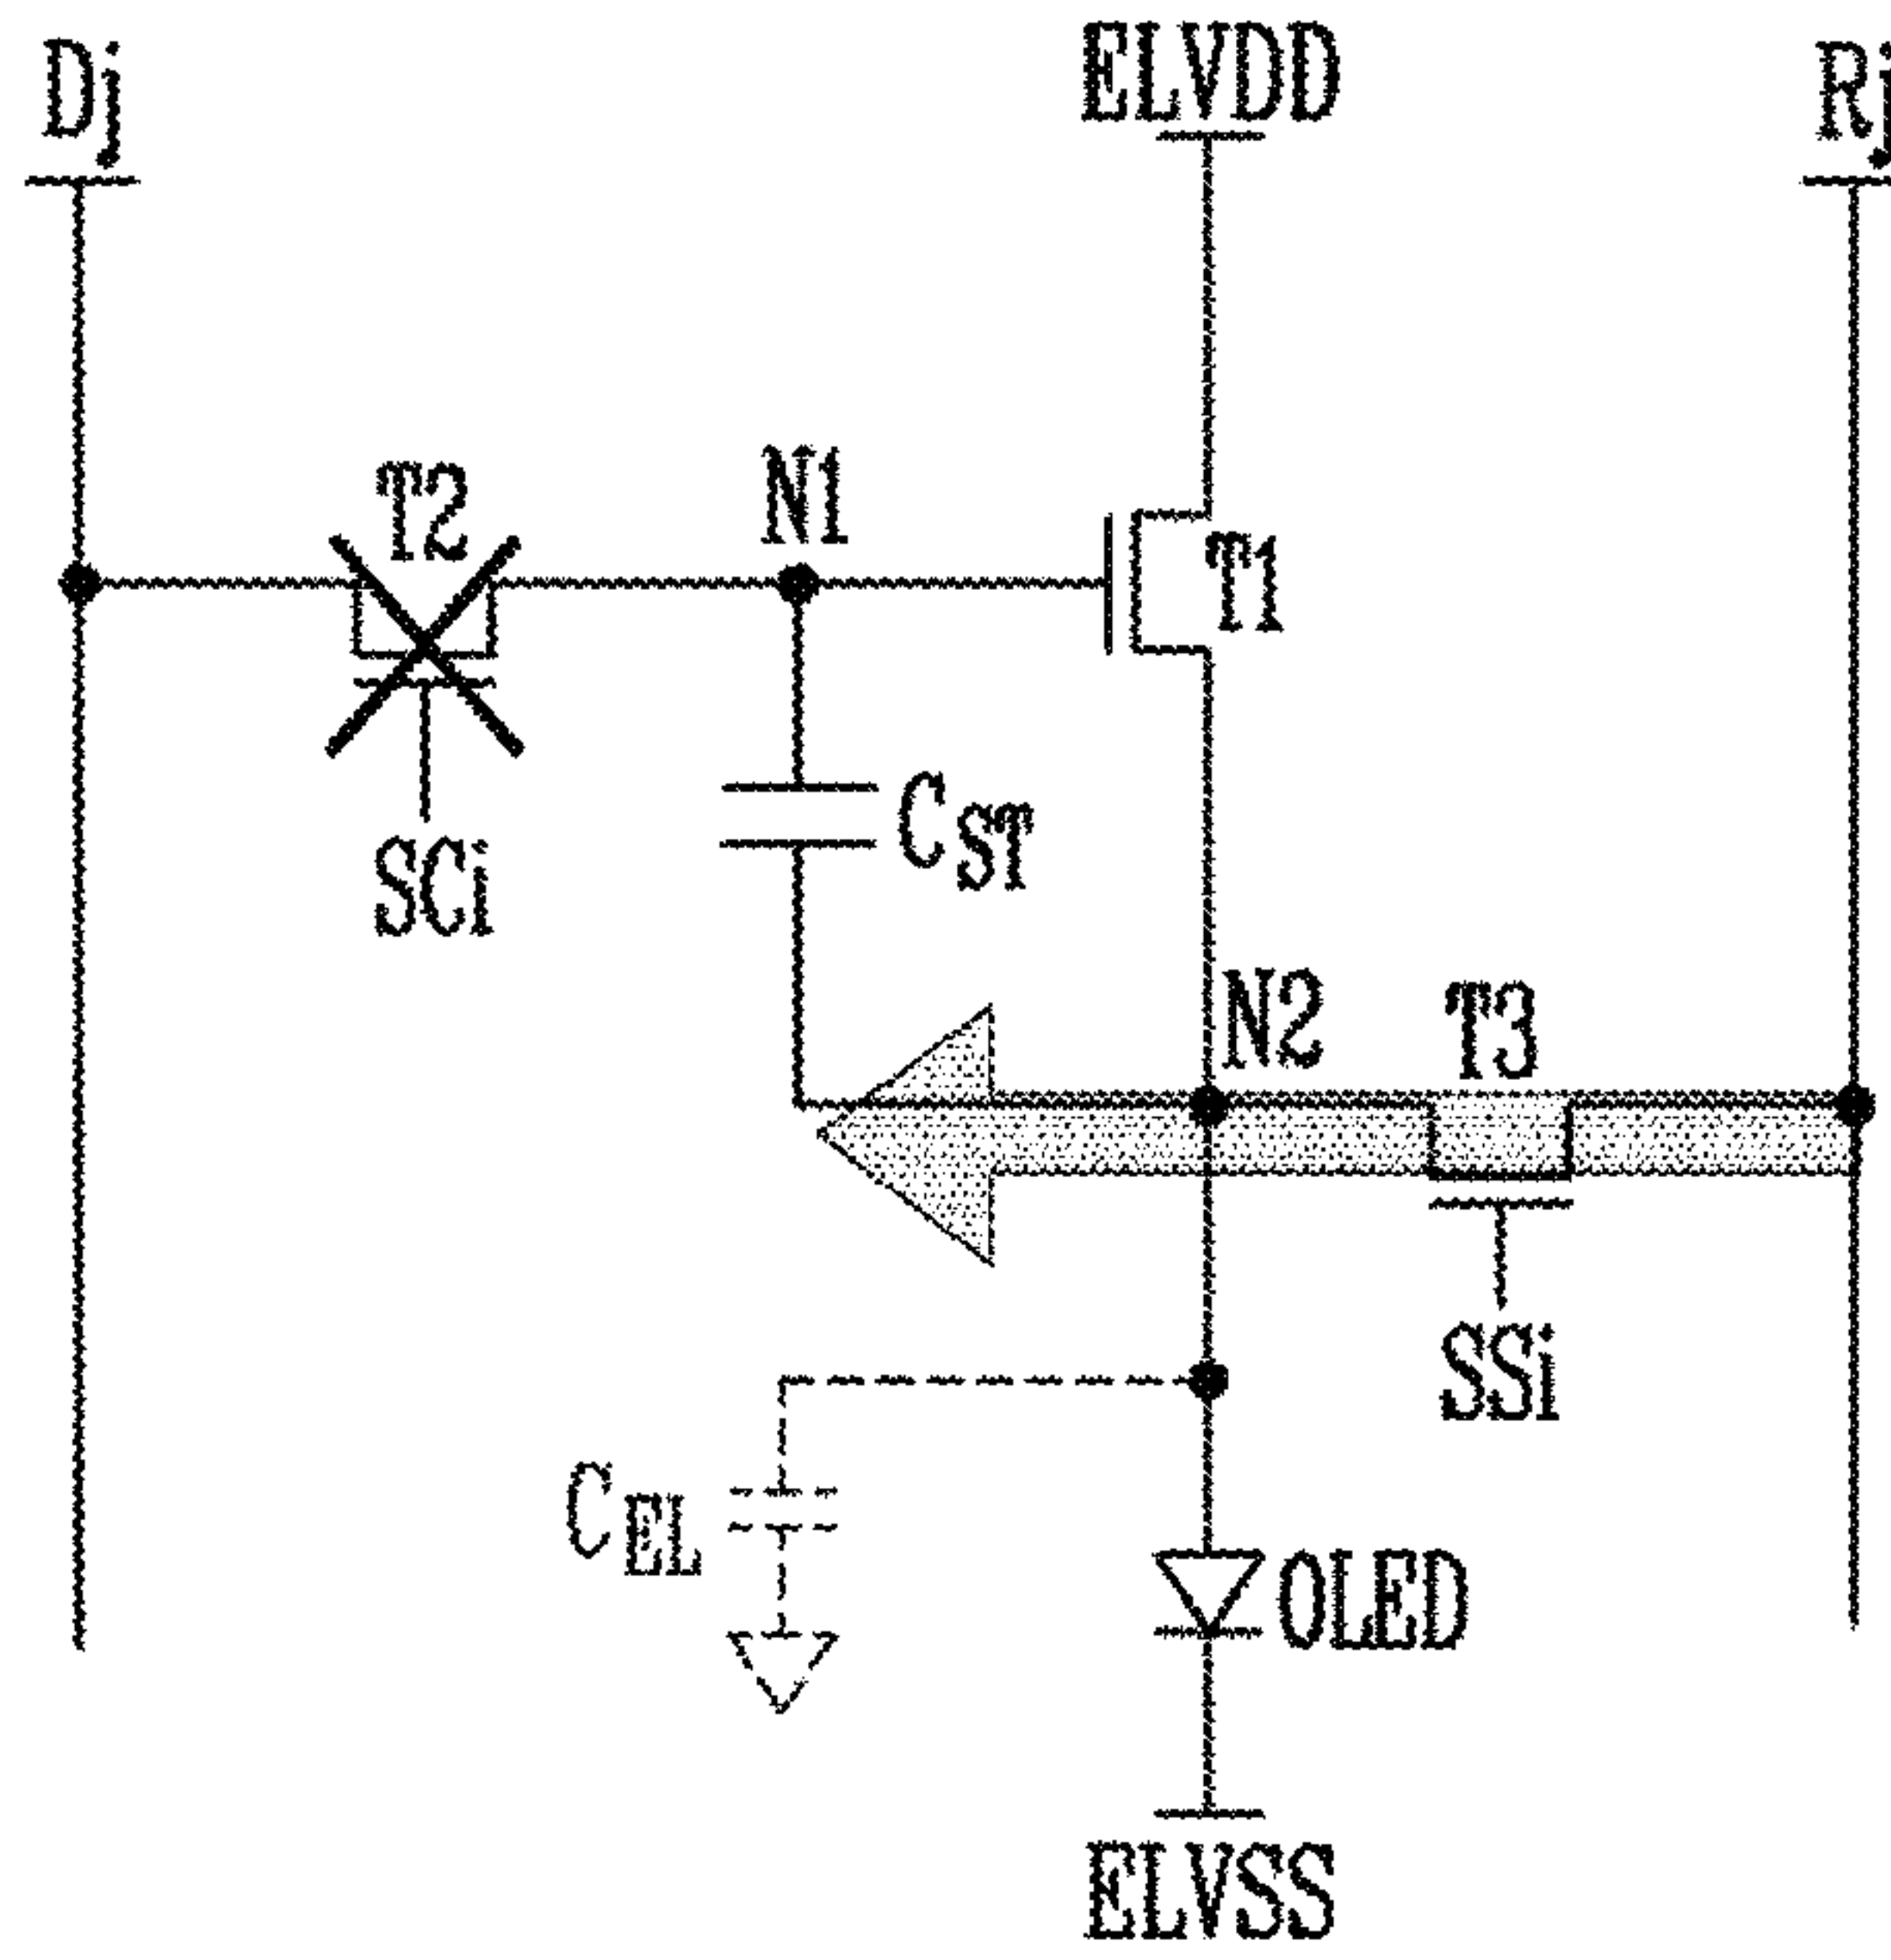 Dj
ELVDD
Rj
T2
N1
T1
CST
SCi
N2
T3
SSi
CEL
OLED
ELVSS